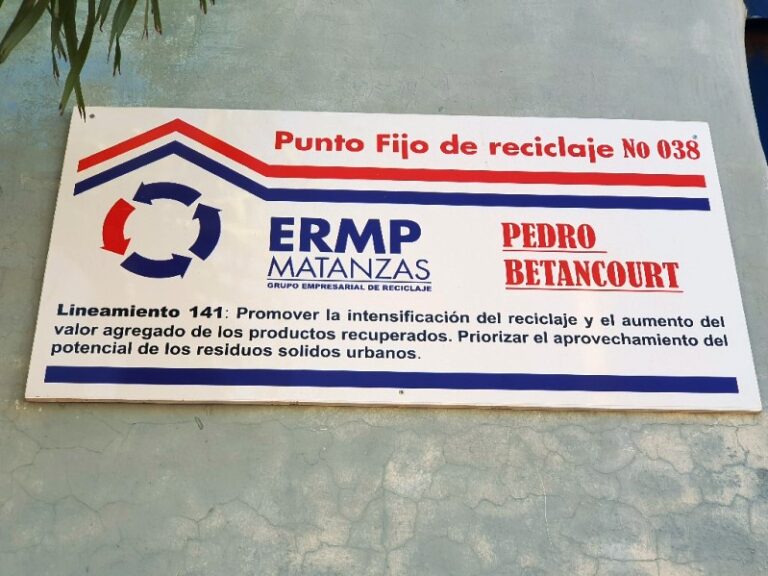 Punto Fijo de reciclaje No 038
ERMP
MATANZAS
GRUPO EMPRESARIAL DE RECICLAJE
PEDRO
BETANCOURT
Lineamiento 141: Promover la intensificación del reciclaje y el aumento del
valor agregado de los productos recuperados. Priorizar el aprovechamiento del
potencial de los residuos solidos urbanos.